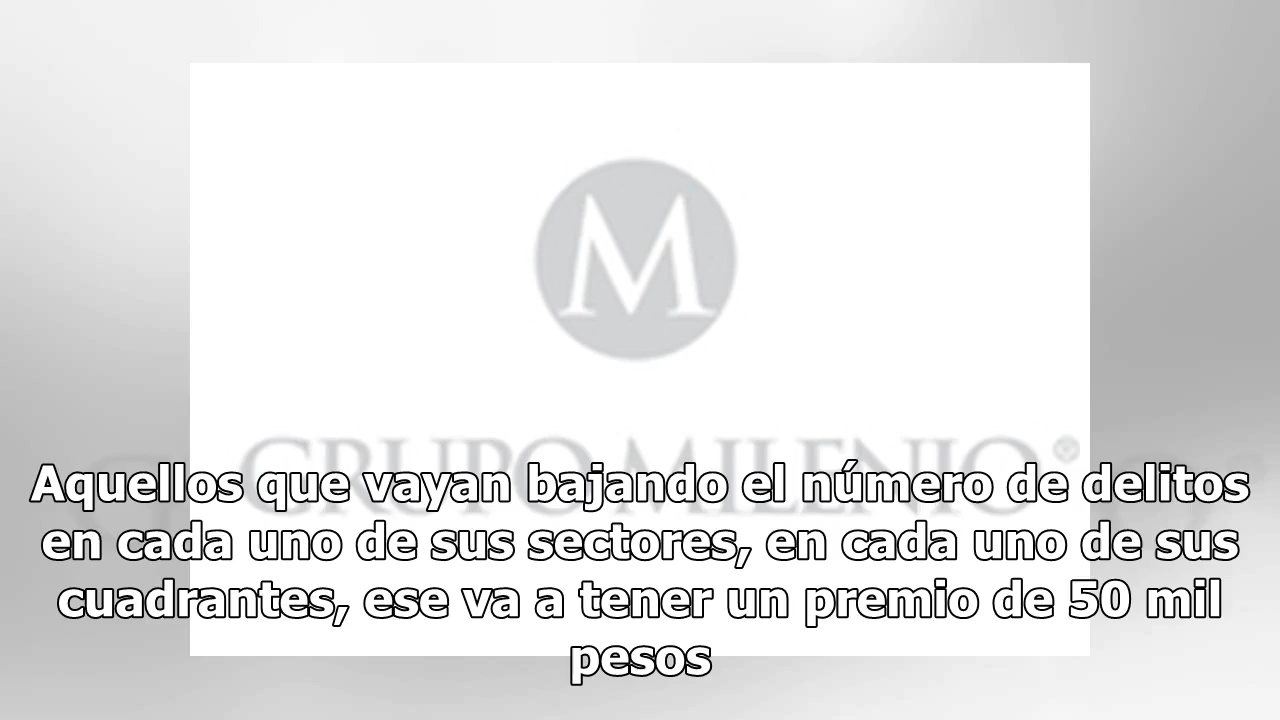 M
GRUPO MILENIO®
Aquellos que vayan bajando el número de delitos
en cada uno de sus sectores, en cada uno de sus
cuadrantes, ese va a tener un premio de 50 mil
pesos